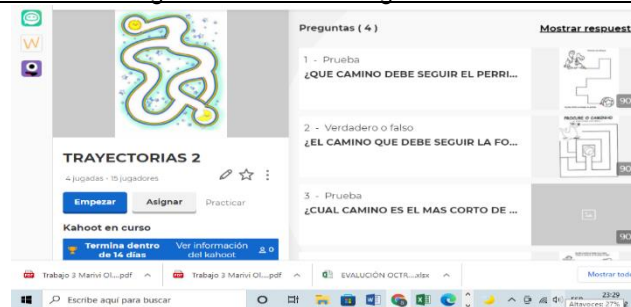 Preguntas ( 4 )
Mostrar respuest
1 - Prueba
¿QUE CAMINO DEBE SEGUIR EL PERRI...
90
2 - Verdadero o falso
¿EL CAMINO QUE DEBE SEGUIR LA FO...
90
TRAYECTORIAS 2
4 jugadas - 15 jugadores
Empezar
Asignar
Practicar
3 - Prueba
¿CUAL CAMINO ES EL MAS CORTO DE ...
90
Kahoot en curso
Termina dentro
de 14 días
Ver información
del kahoot
0
Trabajo 3 Marivi Ol....pdf
Trabajo 3 Marivi Ol....pdf
EVALUCIÓN OCTR....xlsx
Mostrar todo
Escribe aquí para buscar
23:29
Altavoces: 27%